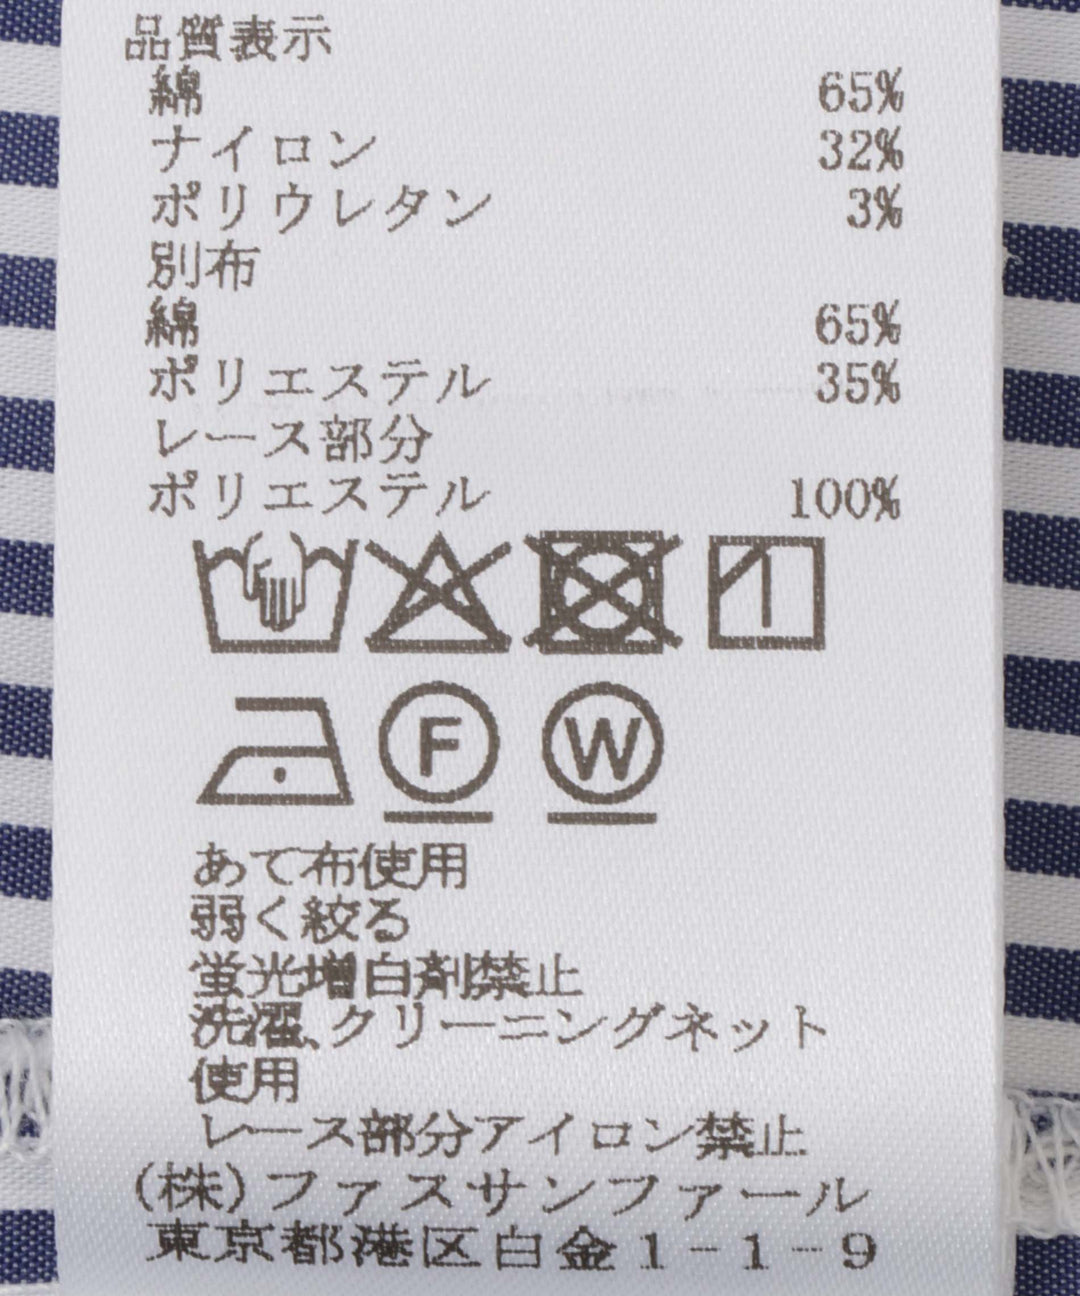 品質表示
綿 65%
ナイロン 32%
ポリウレタン 3%
別布
綿 65%
ポリエステル 35%
レース部分
ポリエステル 100%
F W
あて布使用
弱く絞る
蛍光増白剤禁止
洗濯、クリーニングネット
使用
レース部分アイロン禁止
(株)ファスサンファール
東京都港区白金1-1-9